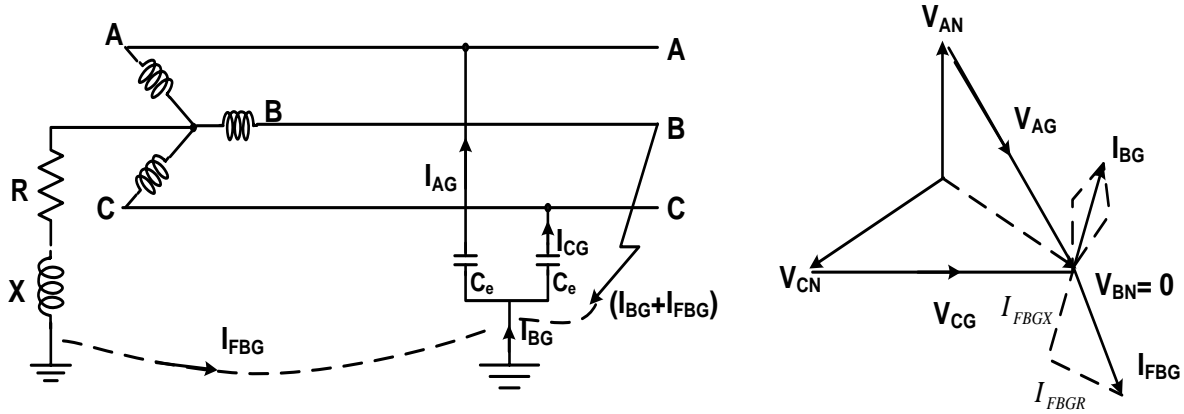 A
A
B
B
I_AG
R
C
C
I_CG
X
C_e
C_e
(I_BG+I_FBG)
I_BG
I_FBG
V_AN
V_AG
I_BG
V_CN
V_BN= 0
V_CG
I_FBGX
I_FBG
I_FBGR